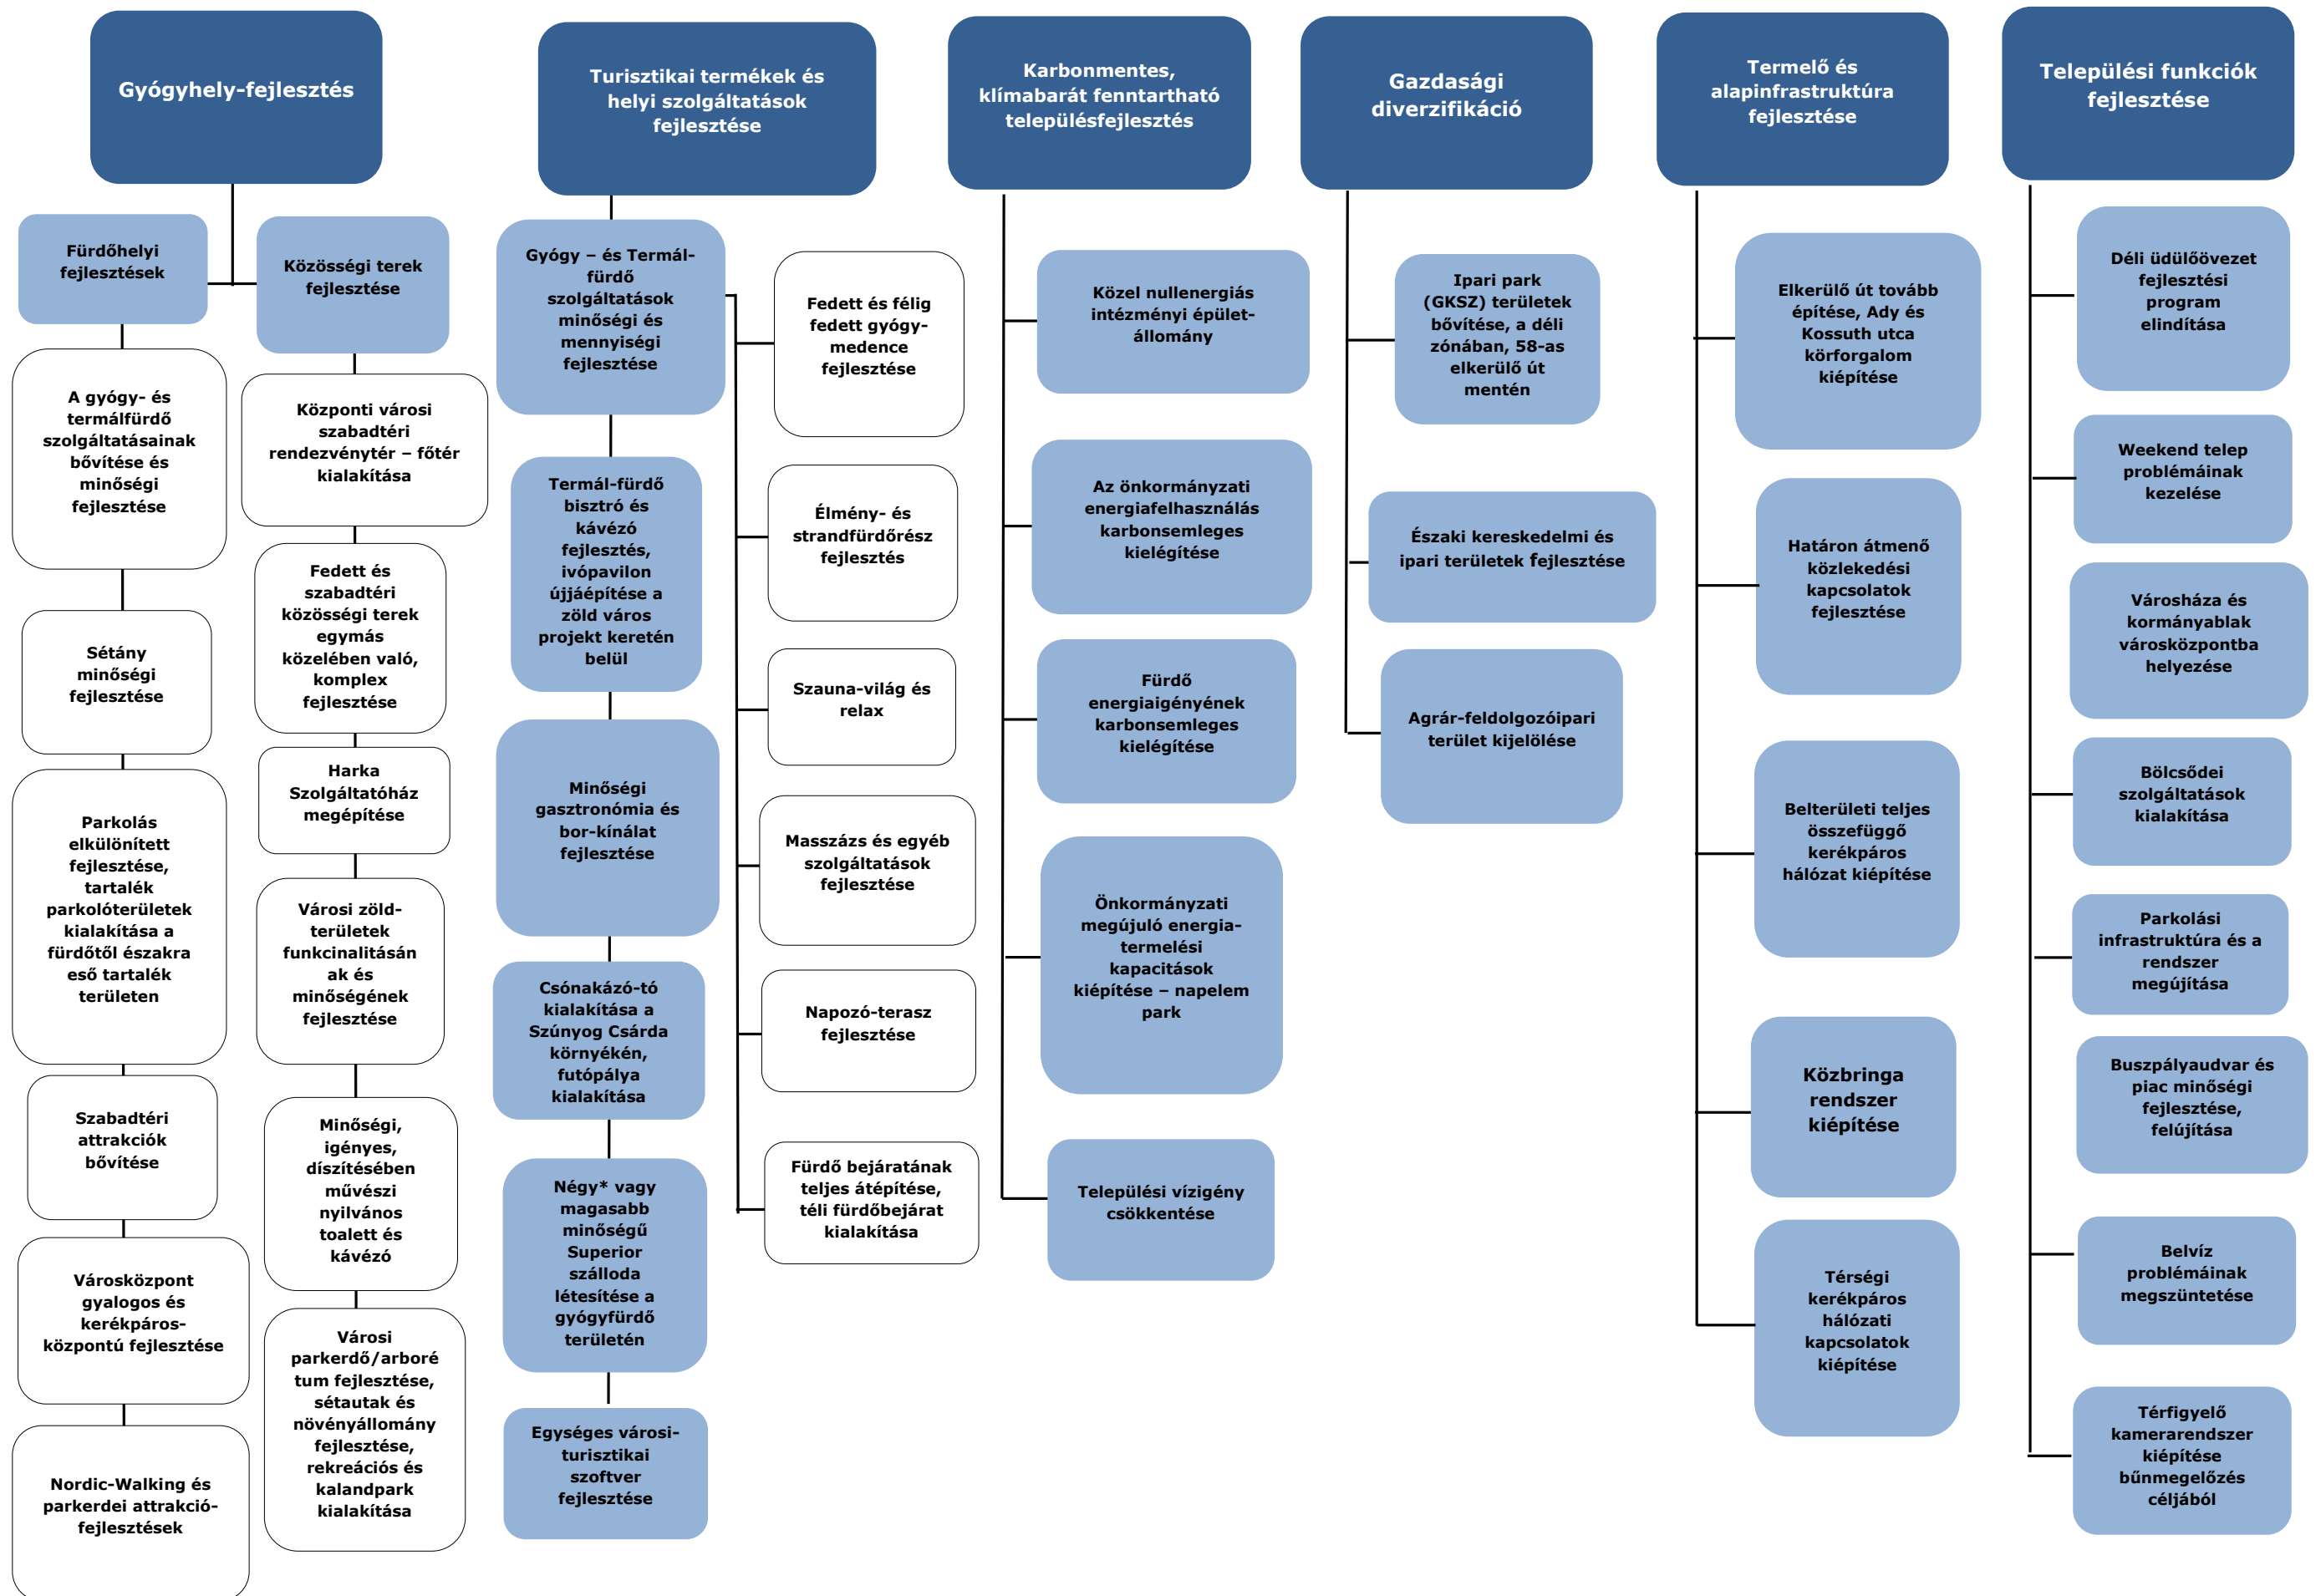 Gyógyhely-fejlesztés
Fürdőhelyi
fejlesztések
A gyógy- és
termálfürdő
szolgáltatásainak
bővítése és
minőségi
fejlesztése
Sétány
minőségi
fejlesztése
Parkolás
elkülönített
fejlesztése,
tartalék
parkolóterületek
kialakítása a
fürdőtől északra
eső tartalék
területen
Szabadtéri
attrakciók
bővítése
Városközpont
gyalogos és
kerékpáros-
központú fejlesztése
Nordic-Walking és
parkerdei attrakció-
fejlesztések
Közösségi terek
fejlesztése
Központi városi
szabadtéri
rendezvénytér – főtér
kialakítása
Fedett és
szabadtéri
közösségi terek
egymás
közelében való,
komplex
fejlesztése
Harka
Szolgáltatóház
megépítése
Városi zöld-
területek
funkcinalitásán
ak és
minőségének
fejlesztése
Minőségi,
igényes,
díszítésében
művészi
nyilvános
toalett és
kávézó
Városi
parkerdő/arboré
tum fejlesztése,
sétautak és
növényállomány
fejlesztése,
rekreációs és
kalandpark
kialakítása
Turisztikai termékek és
helyi szolgáltatások
fejlesztése
Gyógy – és Termál-
fürdő
szolgáltatások
minőségi és
mennyiségi
fejlesztése
Termál-fürdő
bisztró és
kávézó
fejlesztés,
ivópavilon
újjáépítése a
zöld város
projekt keretén
belül
Minőségi
gasztronómia és
bor-kínálat
fejlesztése
Csónakázó-tó
kialakítása a
Szúnyog Csárda
környékén,
futópálya
kialakítása
Négy* vagy
magasabb
minőségű
Superior
szálloda
létesítése a
gyógyfürdő
területén
Egységes városi-
turisztikai
szoftver
fejlesztése
Fedett és félig
fedett gyógy-
medence
fejlesztése
Élmény- és
strandfürdőrész
fejlesztés
Szauna-világ és
relax
Masszázs és egyéb
szolgáltatások
fejlesztése
Napozó-terasz
fejlesztése
Fürdő bejáratának
teljes átépítése,
téli fürdőbejárat
kialakítása
Karbonmentes,
klímabarát fenntartható
településfejlesztés
Közel nullenergiás
intézményi épület-
állomány
Az önkormányzati
energiafelhasználás
karbonsemleges
kielégítése
Fürdő
energiaigényének
karbonsemleges
kielégítése
Önkormányzati
megújuló energia-
termelési
kapacitások
kiépítése – napelem
park
Települési vízigény
csökkentése
Gazdasági
diverzifikáció
Ipari park
(GKSZ) területek
bővítése, a déli
zónában, 58-as
elkerülő út
mentén
Északi kereskedelmi és
ipari területek fejlesztése
Agrár-feldolgozóipari
terület kijelölése
Termelő és
alapinfrastruktúra
fejlesztése
Elkerülő út tovább
építése, Ady és
Kossuth utca
körforgalom
kiépítése
Határon átmenő
közlekedési
kapcsolatok
fejlesztése
Belterületi teljes
összefüggő
kerékpáros
hálózat kiépítése
Közbringa
rendszer
kiépítése
Térségi
kerékpáros
hálózati
kapcsolatok
kiépítése
Települési funkciók
fejlesztése
Déli üdülőövezet
fejlesztési
program
elindítása
Weekend telep
problémáinak
kezelése
Városháza és
kormányablak
városközpontba
helyezése
Bölcsődei
szolgáltatások
kialakítása
Parkolási
infrastruktúra és a
rendszer
megújítása
Buszpályaudvar és
piac minőségi
fejlesztése,
felújítása
Belvíz
problémáinak
megszüntetése
Térfigyelő
kamerarendszer
kiépítése
bűnmegelőzés
céljából